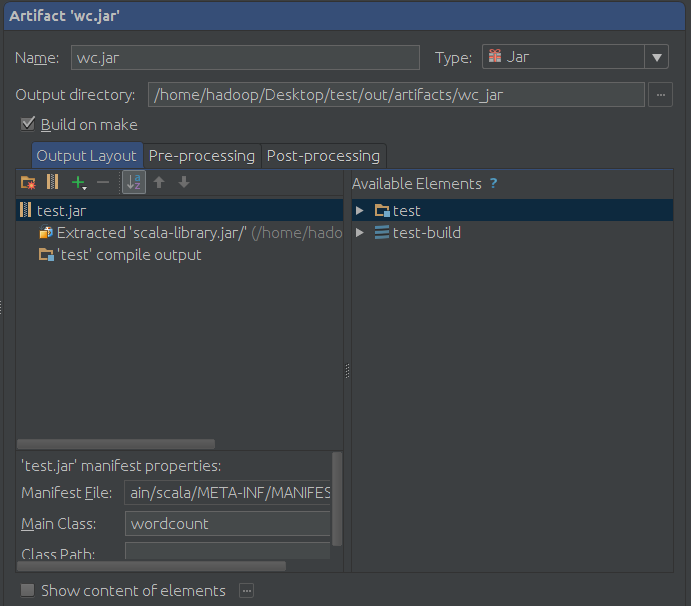 Artifact 'wc.jar'
Name: wc.jar Type: Jar
Output directory: /home/hadoop/Desktop/test/out/artifacts/wc_jar ...
Build on make
Output Layout Pre-processing Post-processing
Available Elements ?
test.jar
Extracted 'scala-library.jar/' (/home/hado
'test' compile output
test
test-build
'test.jar' manifest properties:
Manifest File: ain/scala/META-INF/MANIFES
Main Class: wordcount
Class Path:
Show content of elements ...